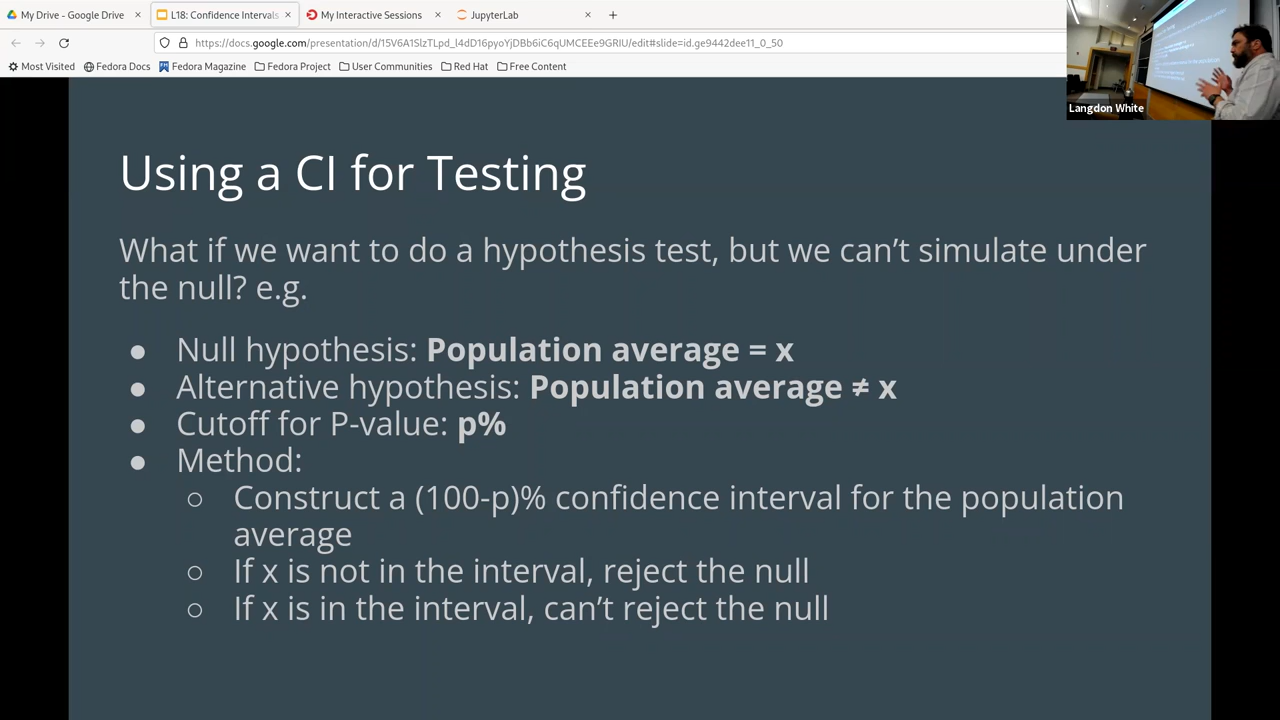 My Drive - Google Drive
L18: Confidence Intervals
My Interactive Sessions
JupyterLab
https://docs.google.com/presentation/d/15V6A1SlzTLpd_l4dD16pyoYjDBb6iC6qUMCEEe9GRIU/edit#slide=id.ge9442dee11_0_50
Most Visited
Fedora Docs
Fedora Magazine
Fedora Project
User Communities
Red Hat
Free Content
Langdon White
Using a CI for Testing
What if we want to do a hypothesis test, but we can’t simulate under
the null? e.g.
● Null hypothesis: Population average = x
● Alternative hypothesis: Population average ≠ x
● Cutoff for P-value: p%
● Method:
○ Construct a (100-p)% confidence interval for the population
average
○ If x is not in the interval, reject the null
○ If x is in the interval, can’t reject the null